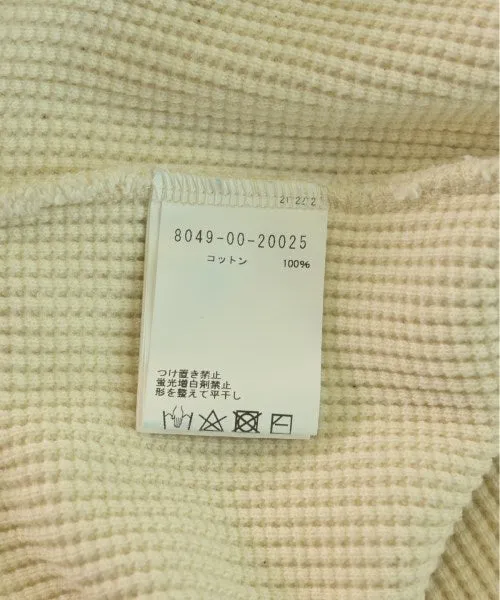 8049-00-20025
コットン 100%
つけ置き禁止
蛍光増白剤禁止
形を整えて平干し